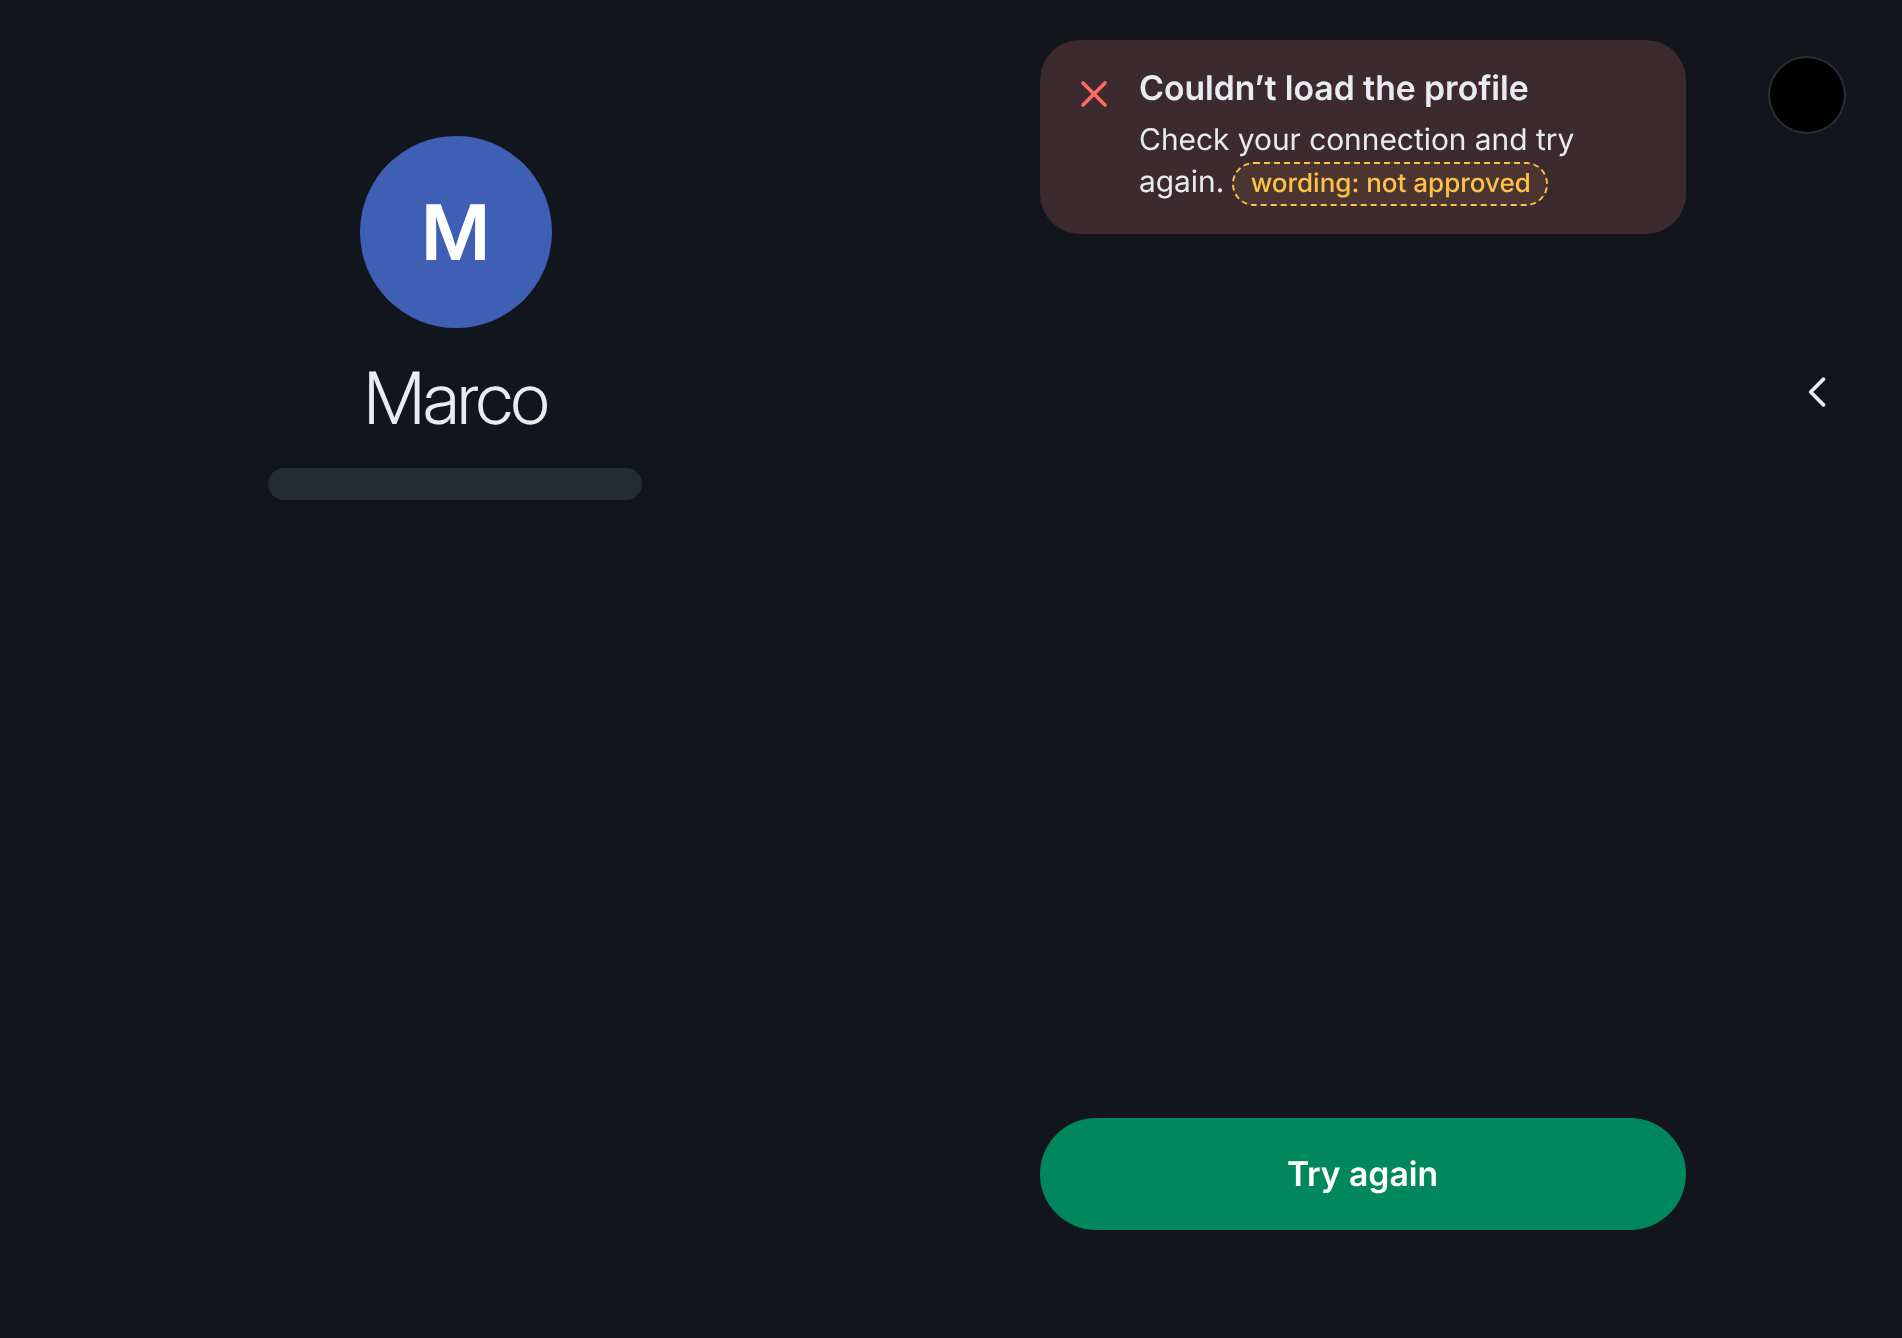 M
Marco
Couldn’t load the profile
Check your connection and try
again. wording: not approved
Try again